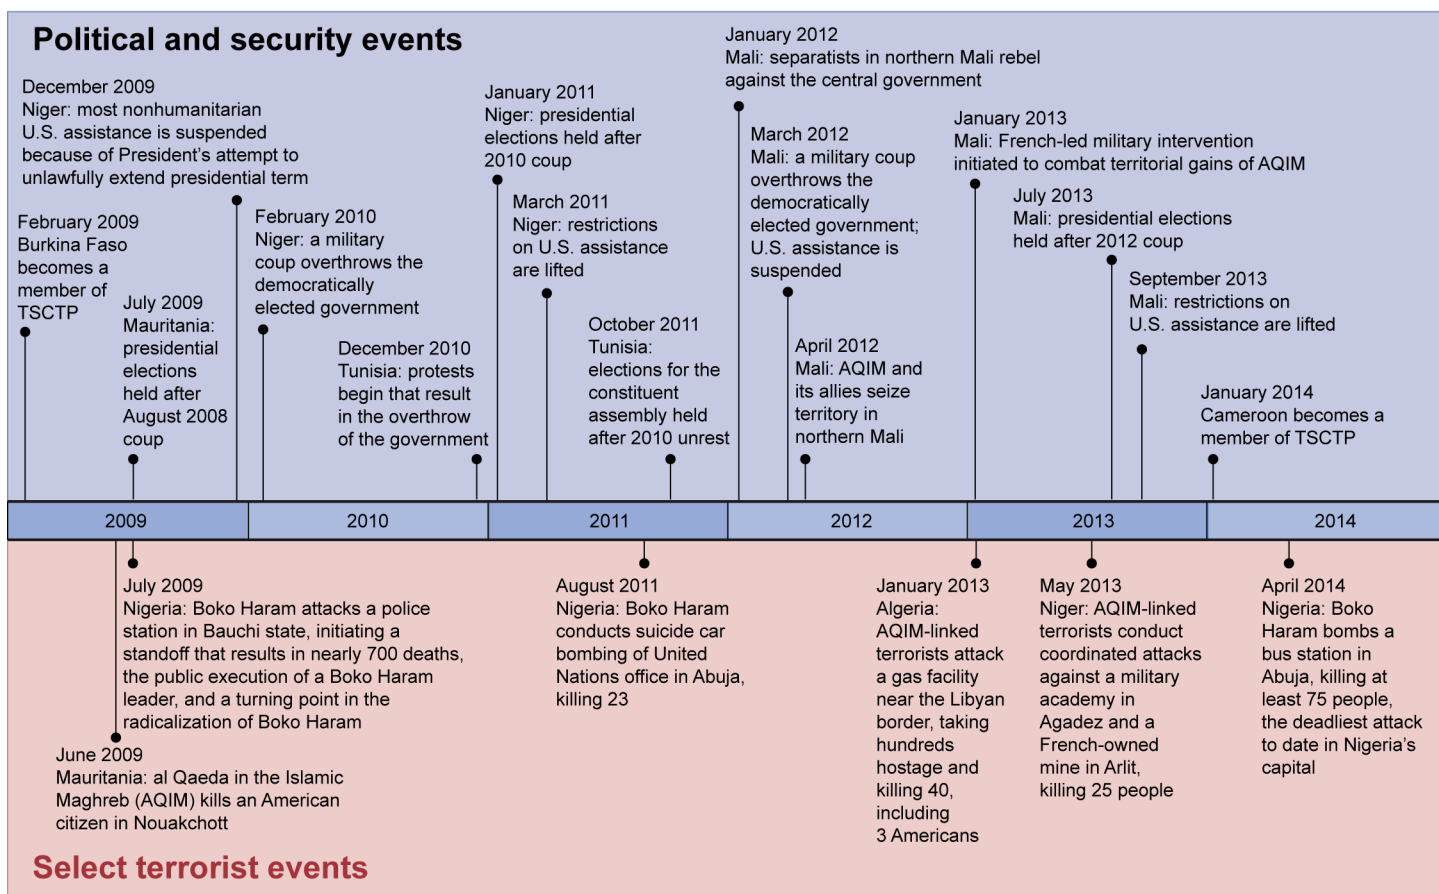 Political and security events
December 2009
Niger: most nonhumanitarian
U.S. assistance is suspended
because of President's attempt to
unlawfully extend presidential term
February 2009
Burkina Faso
becomes a
member of
TSCTP
July 2009
Mauritania:
presidential
elections
held after
August 2008
coup
February 2010
Niger: a military
coup overthrows the
democratically
elected government
December 2010
Tunisia: protests
begin that result
in the overthrow
of the government
January 2011
Niger: presidential
elections held after
2010 coup
March 2011
Niger: restrictions
on U.S. assistance
are lifted
October 2011
Tunisia:
elections for the
constituent
assembly held
after 2010 unrest
January 2012
Mali: separatists in northern Mali rebel
against the central government
March 2012
Mali: a military coup
overthrows the
democratically
elected government;
U.S. assistance is
suspended
April 2012
Mali: AQIM and
its allies seize
territory in
northern Mali
January 2013
Mali: French-led military intervention
initiated to combat territorial gains of AQIM
July 2013
Mali: presidential elections
held after 2012 coup
September 2013
Mali: restrictions on
U.S. assistance are lifted
January 2014
Cameroon becomes a
member of TSCTP
2009
2010
2011
2012
2013
2014
July 2009
Nigeria: Boko Haram attacks a police
station in Bauchi state, initiating a
standoff that results in nearly 700 deaths,
the public execution of a Boko Haram
leader, and a turning point in the
radicalization of Boko Haram
June 2009
Mauritania: al Qaeda in the Islamic
Maghreb (AQIM) kills an American
citizen in Nouakchott
August 2011
Nigeria: Boko Haram
conducts suicide car
bombing of United
Nations office in Abuja,
killing 23
January 2013
Algeria:
AQIM-linked
terrorists attack
a gas facility
near the Libyan
border, taking
hundreds
hostage and
killing 40,
including
3 Americans
May 2013
Niger: AQIM-linked
terrorists conduct
coordinated attacks
against a military
academy in
Agadez and a
French-owned
mine in Arlit,
killing 25 people
April 2014
Nigeria: Boko
Haram bombs a
bus station in
Abuja, killing at
least 75 people,
the deadliest attack
to date in Nigeria's
capital
Select terrorist events